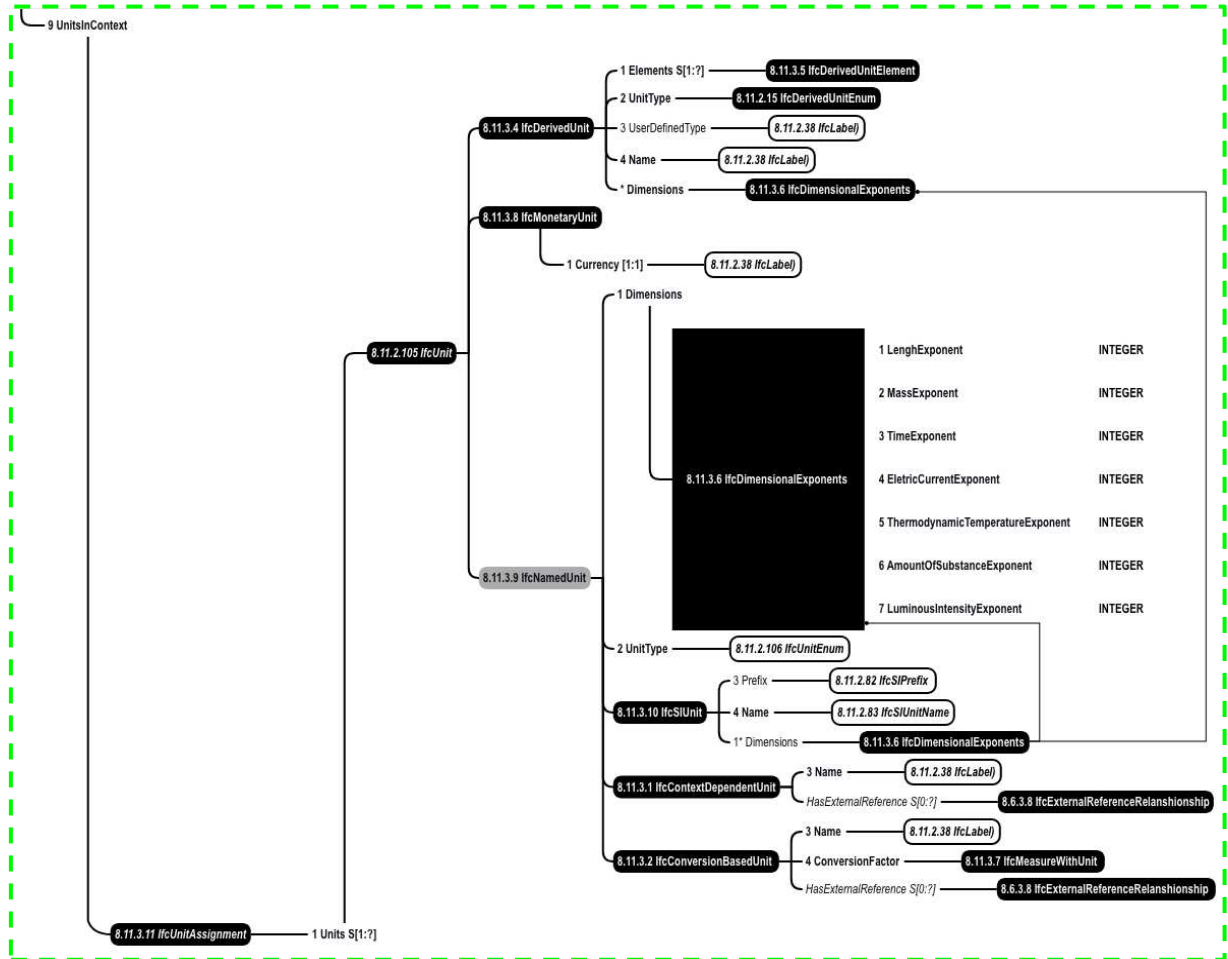 9 UnitsInContext
1 Elements S[1:?] 8.11.3.5 IfcDerivedUnitElement
2 UnitType 8.11.2.15 IfcDerivedUnitEnum
8.11.3.4 IfcDerivedUnit 3 UserDefinedType 8.11.2.38 IfcLabel)
4 Name 8.11.2.38 IfcLabel)
* Dimensions 8.11.3.6 IfcDimensionalExponents
8.11.3.8 IfcMonetaryUnit
1 Currency [1:1] 8.11.2.38 IfcLabel)
1 Dimensions
8.11.2.105 IfcUnit 1 LenghExponent INTEGER
2 MassExponent INTEGER
3 TimeExponent INTEGER
8.11.3.6 IfcDimensionalExponents 4 EletricCurrentExponent INTEGER
5 ThermodynamicTemperatureExponent INTEGER
8.11.3.9 IfcNamedUnit 6 AmountOfSubstanceExponent INTEGER
7 LuminousIntensityExponent INTEGER
2 UnitType 8.11.2.106 IfcUnitEnum
3 Prefix 8.11.2.82 IfcSIPrefix
8.11.3.10 IfcSIUnit 4 Name 8.11.2.83 IfcSIUnitName
1* Dimensions 8.11.3.6 IfcDimensionalExponents
3 Name 8.11.2.38 IfcLabel)
8.11.3.1 IfcContextDependentUnit
HasExternalReference S[0:?] 8.6.3.8 IfcExternalReferenceRelanshionship
3 Name 8.11.2.38 IfcLabel)
8.11.3.2 IfcConversionBasedUnit 4 ConversionFactor 8.11.3.7 IfcMeasureWithUnit
HasExternalReference S[0:?] 8.6.3.8 IfcExternalReferenceRelanshionship
8.11.3.11 IfcUnitAssignment 1 Units S[1:?]